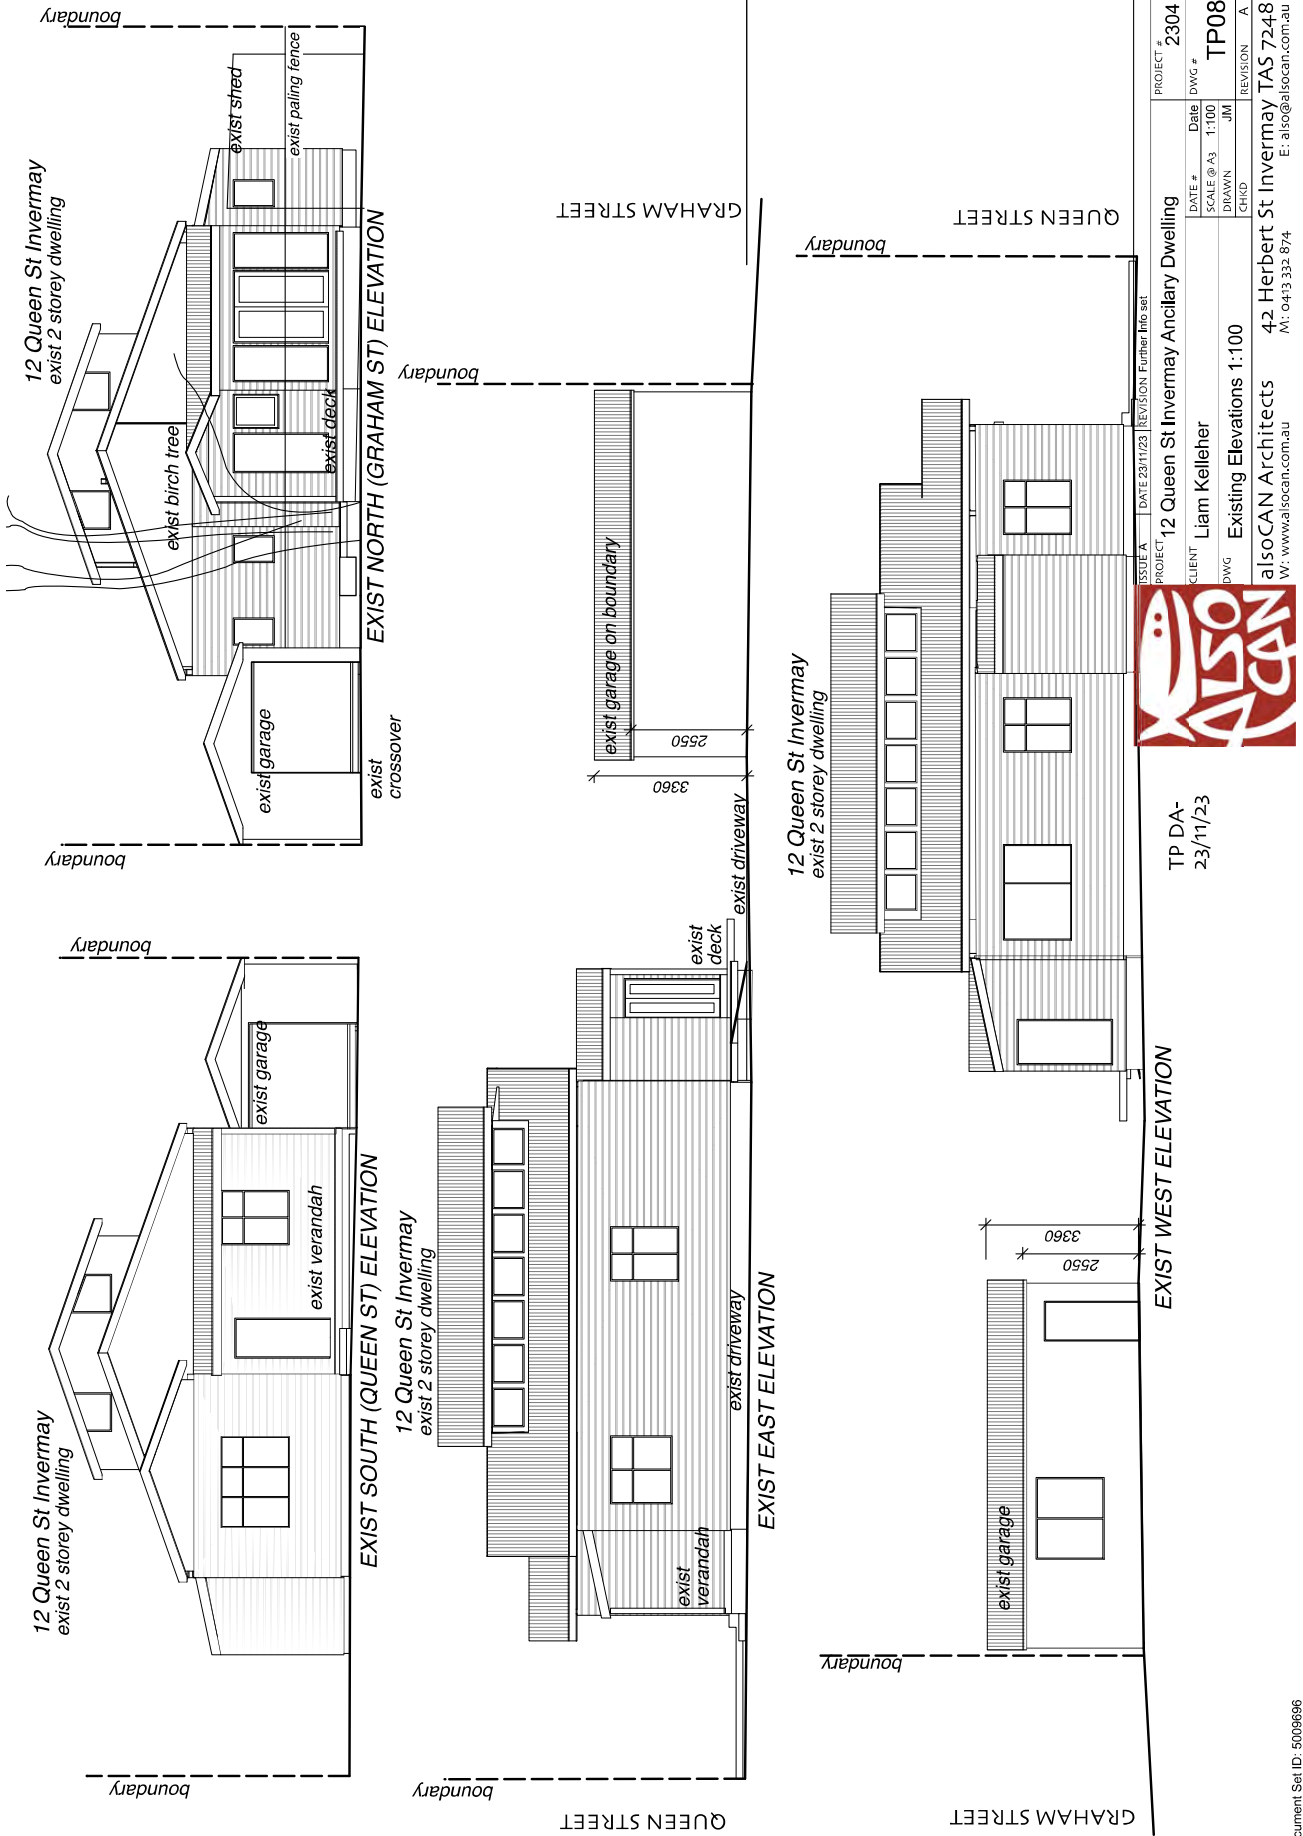 12 Queen St Invermay
exist 2 storey dwelling
boundary
exist verandah
exist garage
boundary
EXIST SOUTH (QUEEN ST) ELEVATION
12 Queen St Invermay
exist 2 storey dwelling
boundary
exist garage
exist birch tree
exist deck
exist shed
exist paling fence
boundary
exist
crossover
EXIST NORTH (GRAHAM ST) ELEVATION
12 Queen St Invermay
exist 2 storey dwelling
QUEEN STREET
boundary
exist
verandah
exist driveway
exist
deck
exist driveway
3360
2550
exist garage on boundary
boundary
GRAHAM STREET
EXIST EAST ELEVATION
GRAHAM STREET
boundary
exist garage
2550
3360
12 Queen St Invermay
exist 2 storey dwelling
boundary
QUEEN STREET
EXIST WEST ELEVATION
TP DA-
23/11/23
ALSO
CAN
ISSUE A DATE 23/11/23 REVISION Further Info set
PROJECT 12 Queen St Invermay Ancilary Dwelling
PROJECT # 2304
CLIENT Liam Kelleher
DATE # Date
SCALE @ A3 1:100
DWG # TP08
DWG Existing Elevations 1:100
DRAWN JM
CHKD
REVISION A
alsoCAN Architects 42 Herbert St Invermay TAS 7248
W: www.alsocan.com.au M: 0413 332 874 E: also@alsocan.com.au
cument Set ID: 5009696